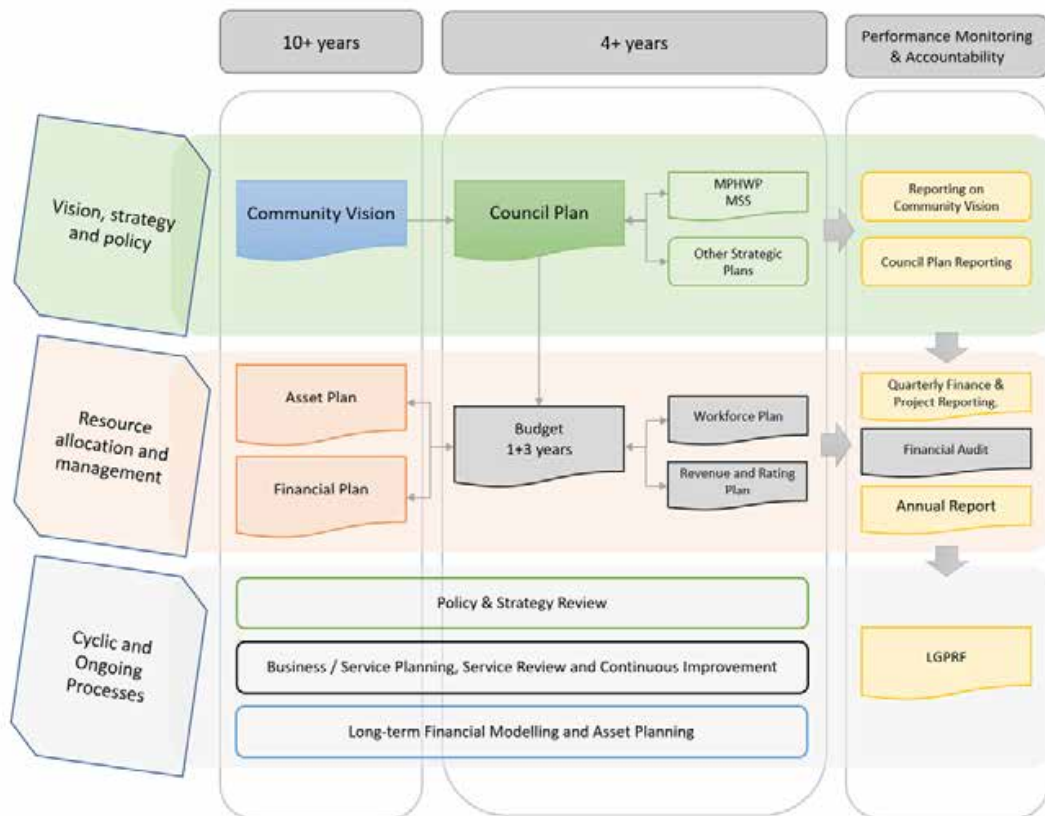 10+ years
4+ years
Performance Monitoring
& Accountability
Vision, strategy
and policy
Community Vision
Council Plan
MPHWP
MSS
Other Strategic
Plans
Reporting on
Community Vision
Council Plan Reporting
Resource
allocation and
management
Asset Plan
Financial Plan
Budget
1+3 years
Workforce Plan
Revenue and Rating
Plan
Quarterly Finance &
Project Reporting.
Financial Audit
Annual Report
Cyclic and
Ongoing
Processes
Policy & Strategy Review
Business / Service Planning, Service Review and Continuous Improvement
Long-term Financial Modelling and Asset Planning
LGPRF